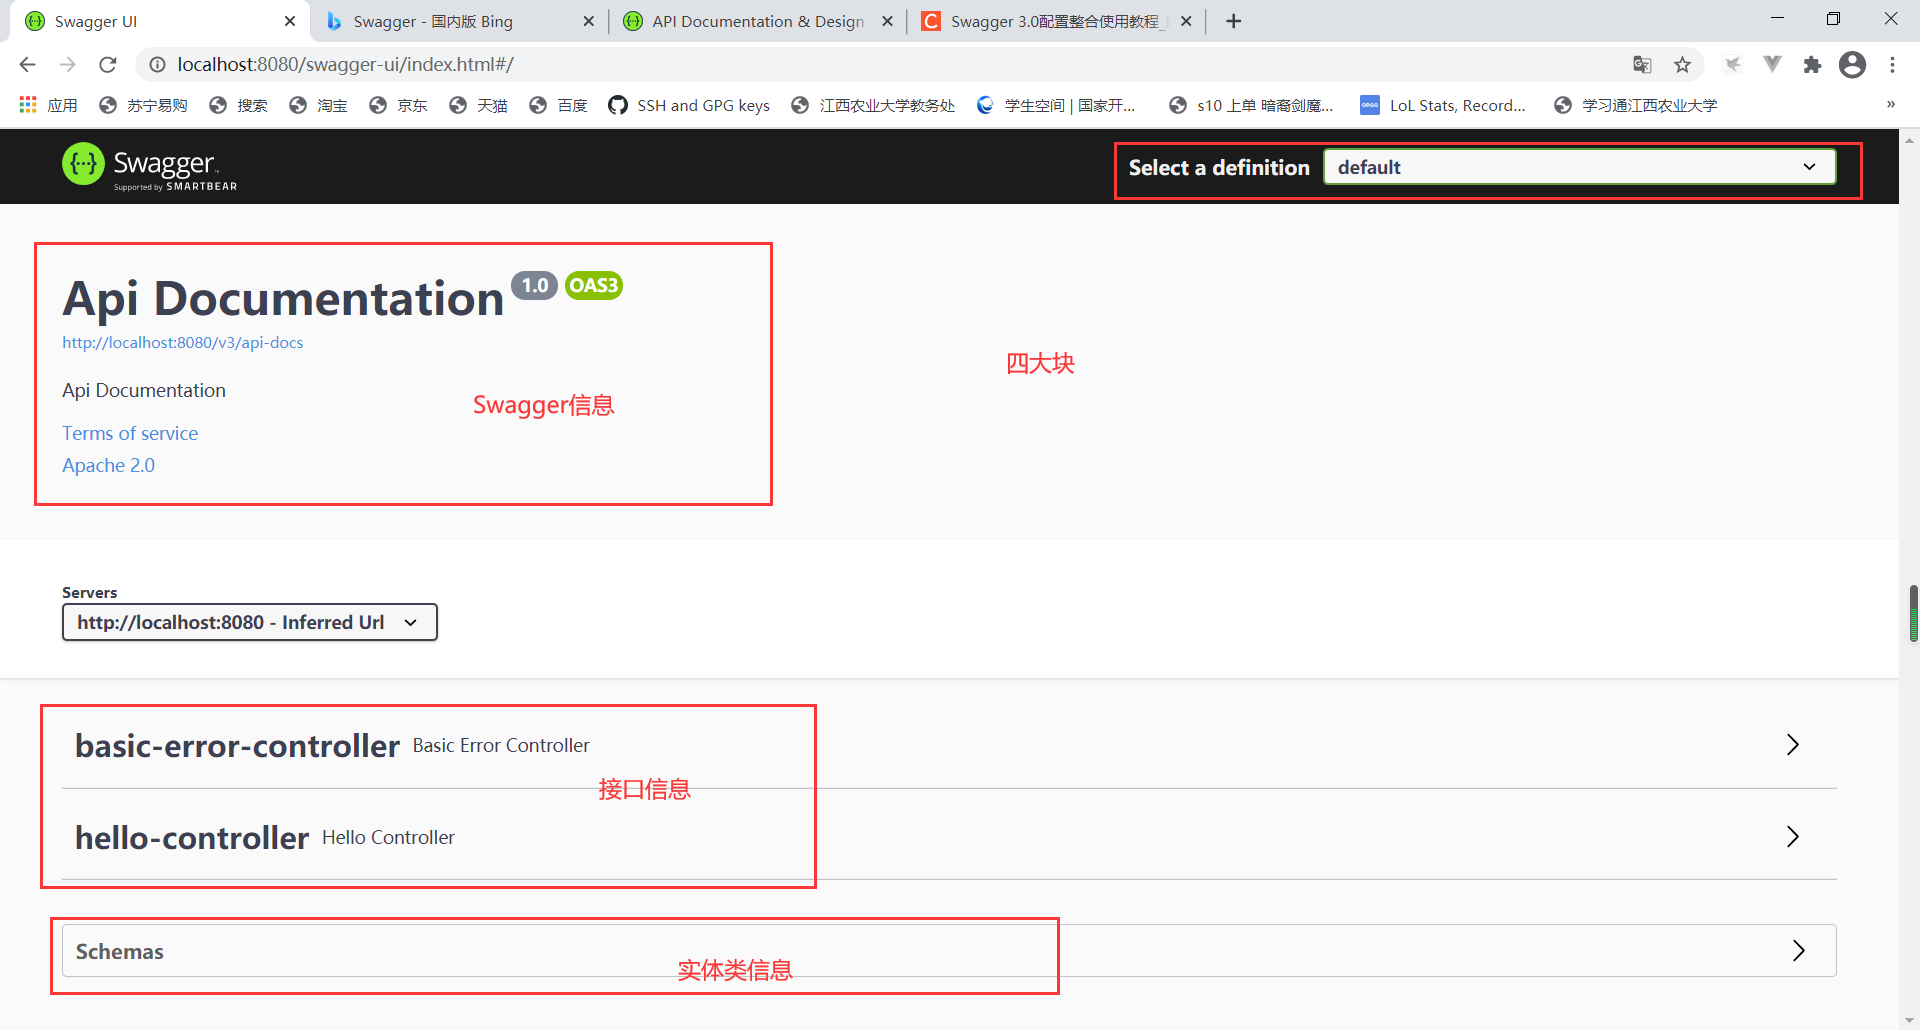 Swagger UI
Swagger - 国内版 Bing
API Documentation & Design
Swagger 3.0配置整合使用教程_
localhost:8080/swagger-ui/index.html#/
应用 苏宁易购 搜索 淘宝 京东 天猫 百度 SSH and GPG keys 江西农业大学教务处 学生空间 | 国家开... s10 上单 暗裔剑魔... LoL Stats, Record... 学习通江西农业大学 »
Swagger
Supported by SMARTBEAR
Select a definition default
Api Documentation 1.0 OAS3
http://localhost:8080/v3/api-docs
四大块
Api Documentation
Swagger信息
Terms of service
Apache 2.0
Servers
http://localhost:8080 - Inferred Url
basic-error-controller Basic Error Controller
接口信息
hello-controller Hello Controller
Schemas
实体类信息